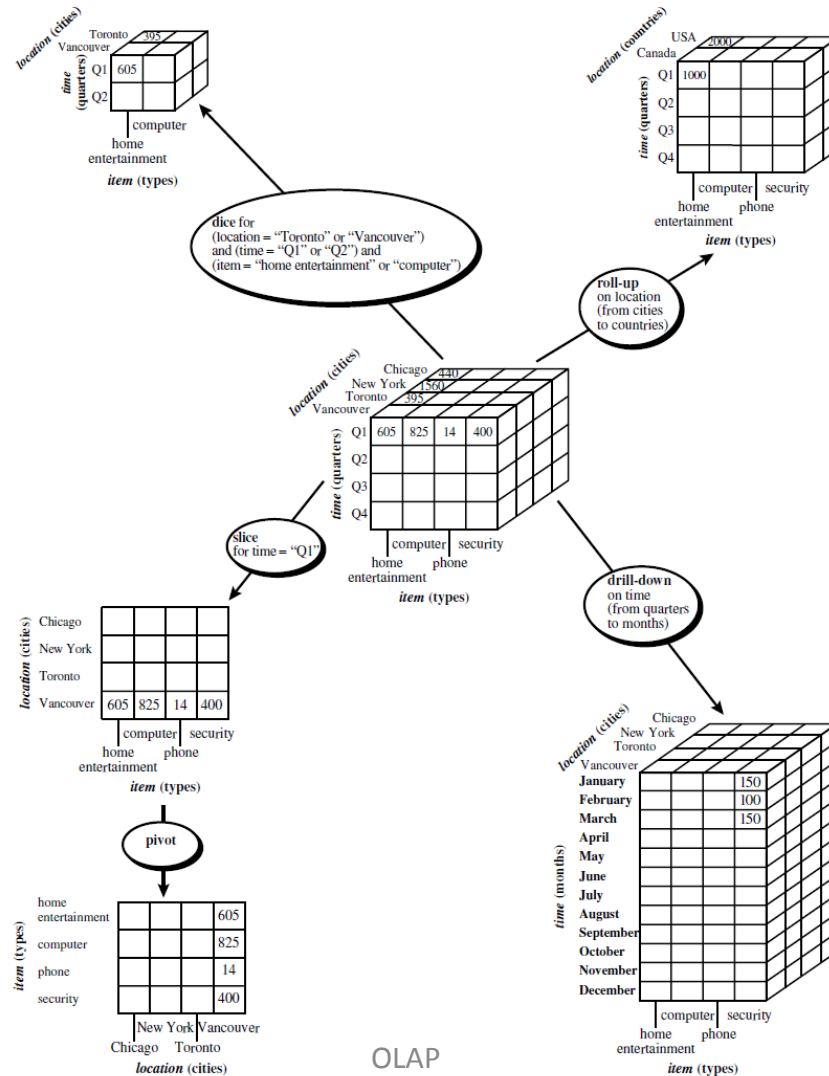 location (cities)
Toronto 395
Vancouver
time
(quarters)
Q1 605
Q2
computer
home
entertainment
item (types)
location (countries)
USA 2000
Canada
time (quarters)
Q1 1000
Q2
Q3
Q4
computer security
home phone
entertainment
item (types)
dice for
(location = “Toronto” or “Vancouver”)
and (time = “Q1” or “Q2”) and
(item = “home entertainment” or “computer”)
roll-up
on location
(from cities
to countries)
location (cities)
Chicago 440
New York 1560
Toronto 395
Vancouver
time (quarters)
Q1 605 825 14 400
Q2
Q3
Q4
computer security
home phone
entertainment
item (types)
slice
for time = “Q1”
drill-down
on time
(from quarters
to months)
location (cities)
Chicago
New York
Toronto
Vancouver 605 825 14 400
computer security
home phone
entertainment
item (types)
pivot
item (types)
home
entertainment 605
computer 825
phone 14
security 400
New York Vancouver
Chicago Toronto
location (cities)
location (cities)
Chicago
New York
Toronto
Vancouver
time (months)
January 150
February 100
March 150
April
May
June
July
August
September
October
November
December
computer security
home phone
entertainment
item (types)
OLAP